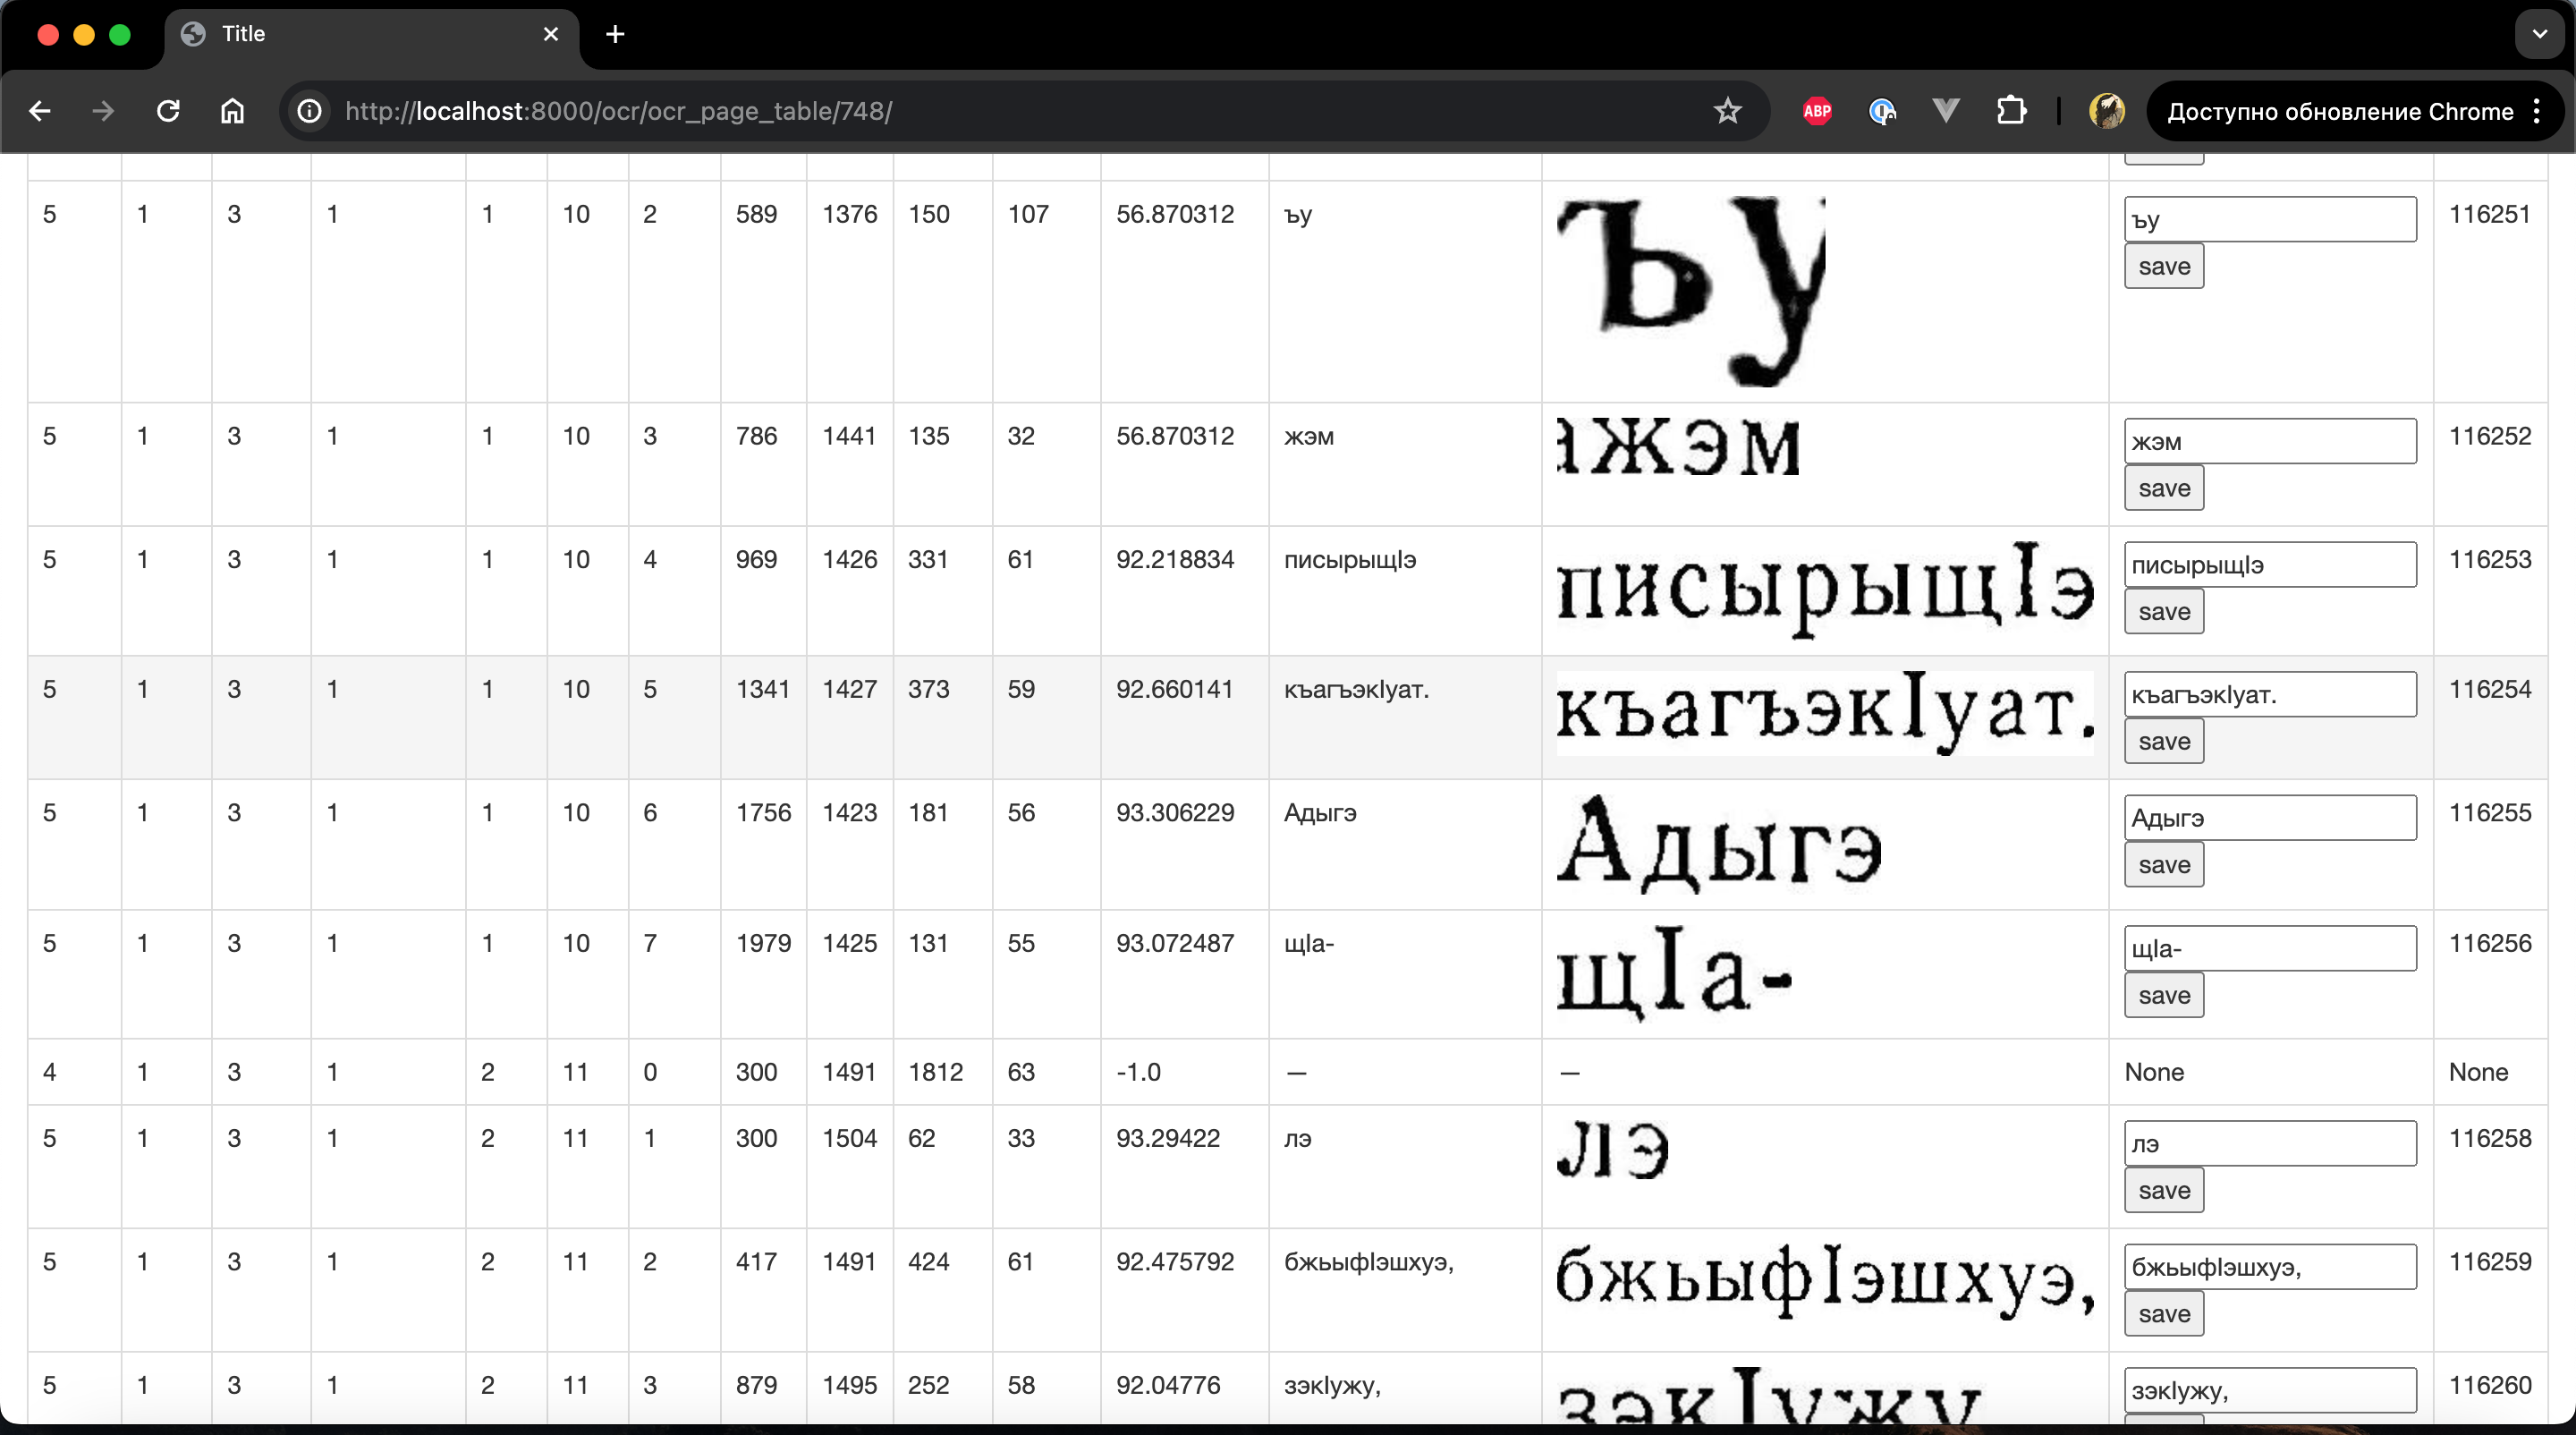 Title
http://localhost:8000/ocr/ocr_page_table/748/
ABP
Доступно обновление Chrome
5 1 3 1 1 10 2 589 1376 150 107 56.870312 ъу ъу ъу 116251
save
5 1 3 1 1 10 3 786 1441 135 32 56.870312 жэм ажэм жэм 116252
save
5 1 3 1 1 10 4 969 1426 331 61 92.218834 писырыщӏэ писырыщӏэ писырыщӏэ 116253
save
5 1 3 1 1 10 5 1341 1427 373 59 92.660141 къагъэкӏуат. къагъэкӏуат. къагъэкӏуат. 116254
save
5 1 3 1 1 10 6 1756 1423 181 56 93.306229 Адыгэ Адыгэ Адыгэ 116255
save
5 1 3 1 1 10 7 1979 1425 131 55 93.072487 щӏа- щӏа- щӏа- 116256
save
4 1 3 1 2 11 0 300 1491 1812 63 -1.0 — — None None
5 1 3 1 2 11 1 300 1504 62 33 93.29422 лэ лэ лэ 116258
save
5 1 3 1 2 11 2 417 1491 424 61 92.475792 бжьыфӏэшхуэ, бжьыфӏэшхуэ, бжьыфӏэшхуэ, 116259
save
5 1 3 1 2 11 3 879 1495 252 58 92.04776 зэкӏужу, зэкӏужу зэкӏужу, 116260